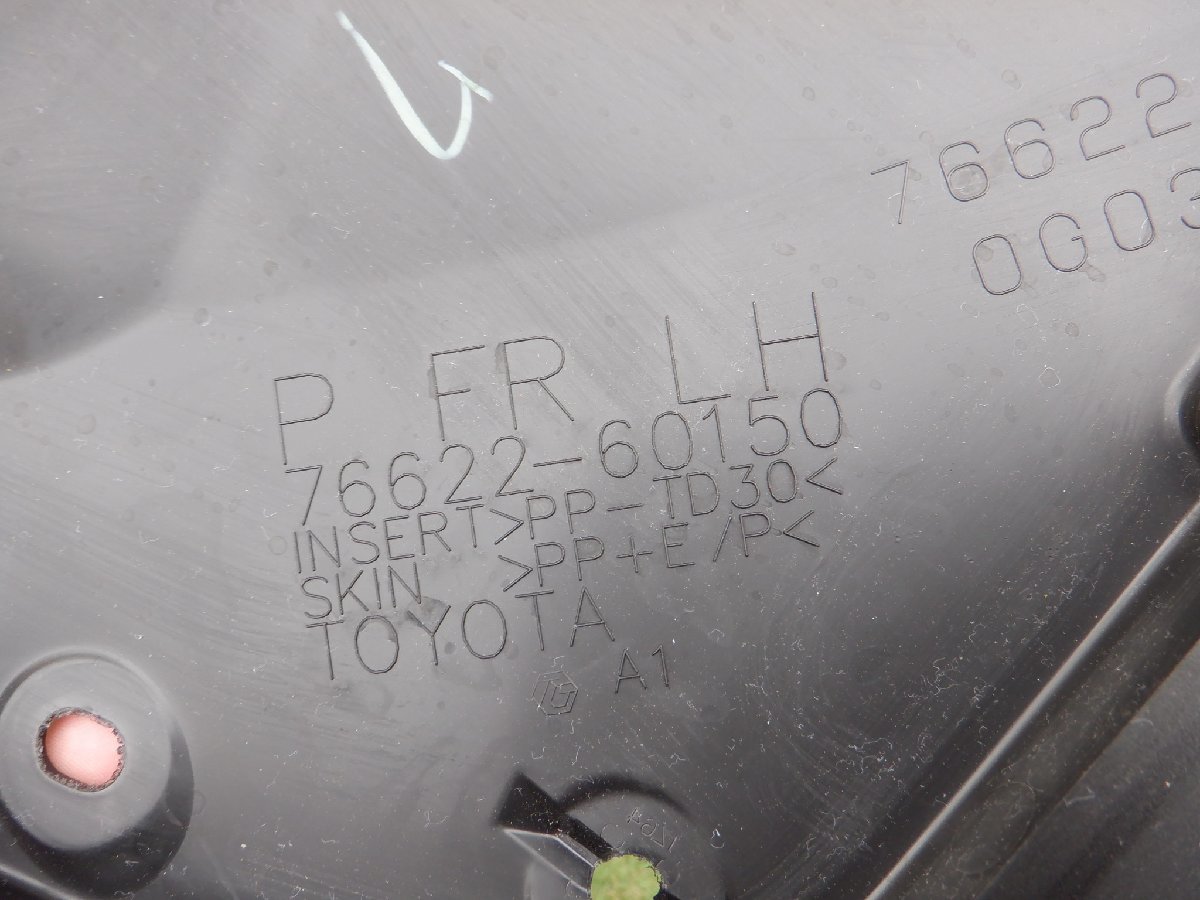 76622
0G03
P FR LH
76622-60150
INSERT>PP-TD30<
SKIN >PP+E/P<
TOYOTA
A1